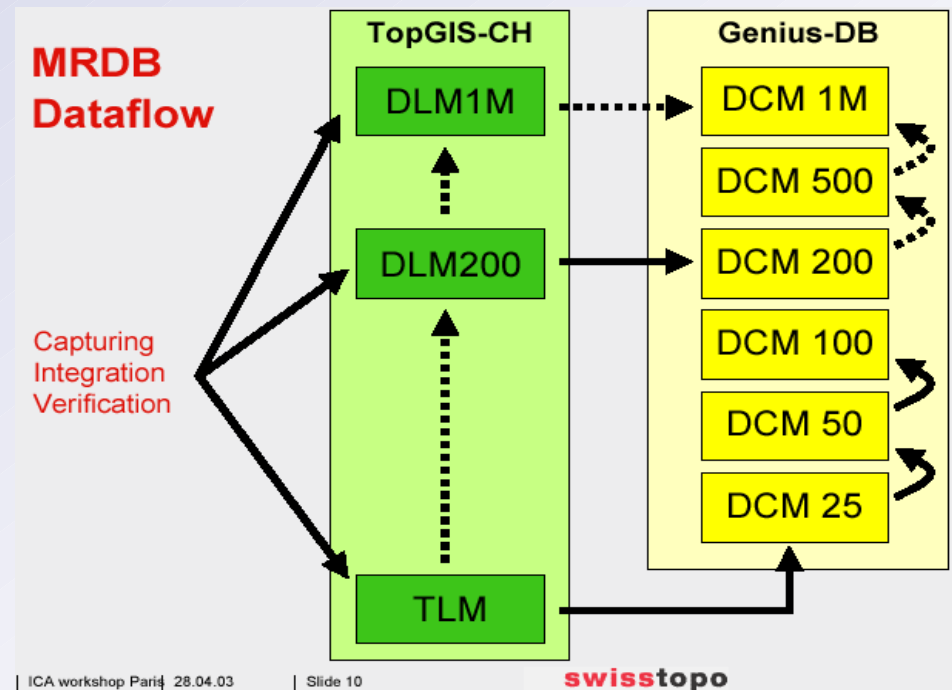 MRDB
Dataflow
Capturing
Integration
Verification
TopGIS-CH
DLM1M
DLM200
TLM
Genius-DB
DCM 1M
DCM 500
DCM 200
DCM 100
DCM 50
DCM 25
| ICA workshop Paris | 28.04.03 | Slide 10
swisstopo